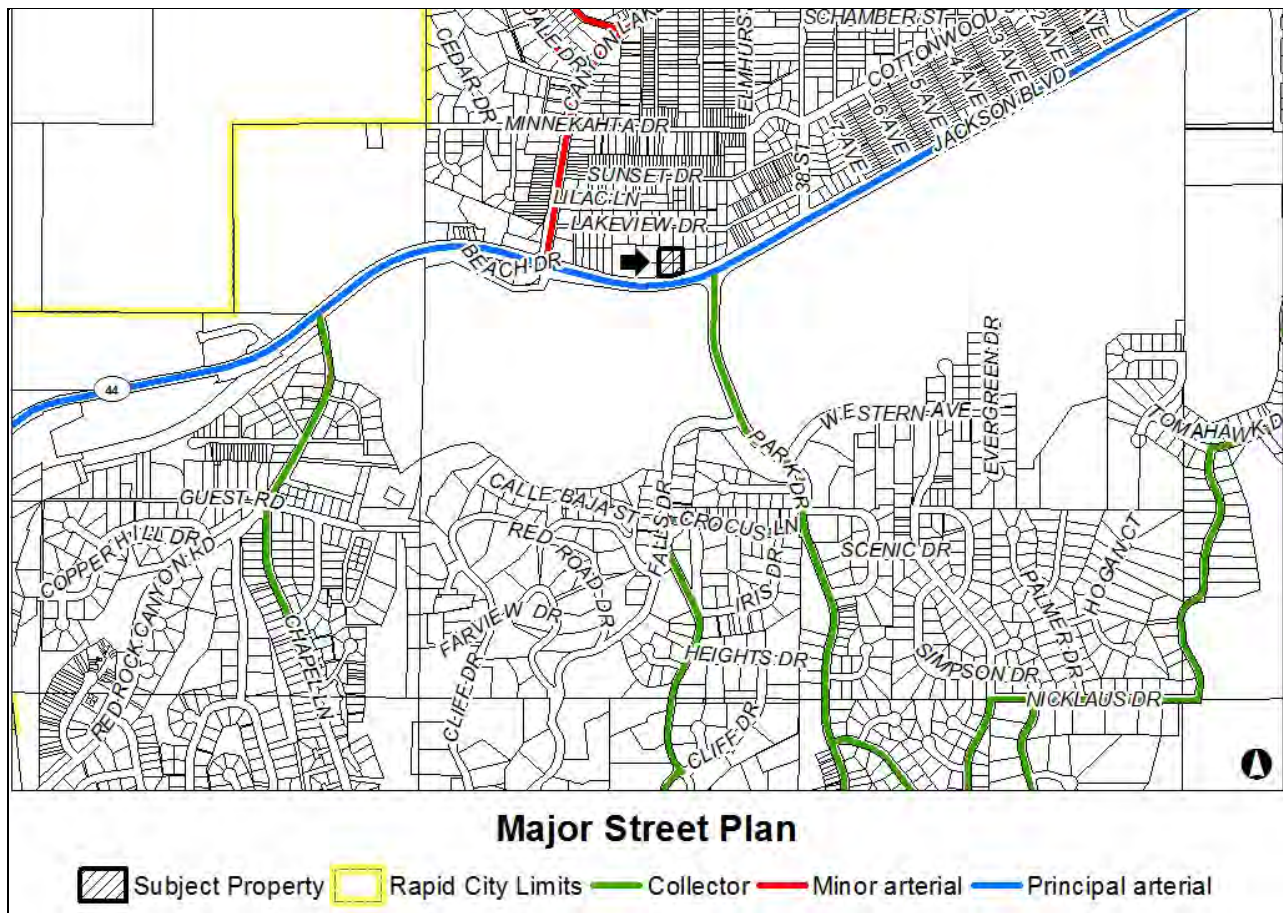 SCHAMBER ST
CEDAR DR
CANYON LAKE
ELMHURS
COTTONWOOD S
2 AVE
3 AVE
4 AVE
5 AVE
6 AVE
7 AVE
JACKSON BLVD
MINNEKAHTA DR
38 ST
SUNSET DR
LILAC LN
LAKEVIEW DR
BEACH DR
44
EVERGREEN DR
WESTERN AVE
TOMAHAWK D
PARK DR
GUEST RD
CALLE BAJA ST
FALLS DR
CROCUS LN
COPPERHILL DR
RED ROCK CANYON RD
RED ROAD DR
SCENIC DR
HOGAN CT
IRIS DR
PALMER DR
CHAPEL LN
FARVIEW DR
HEIGHTS DR
SIMPSON DR
CLIFF DR
NICKLAUS DR
CLIFF DR
Major Street Plan
Subject Property Rapid City Limits Collector Minor arterial Principal arterial